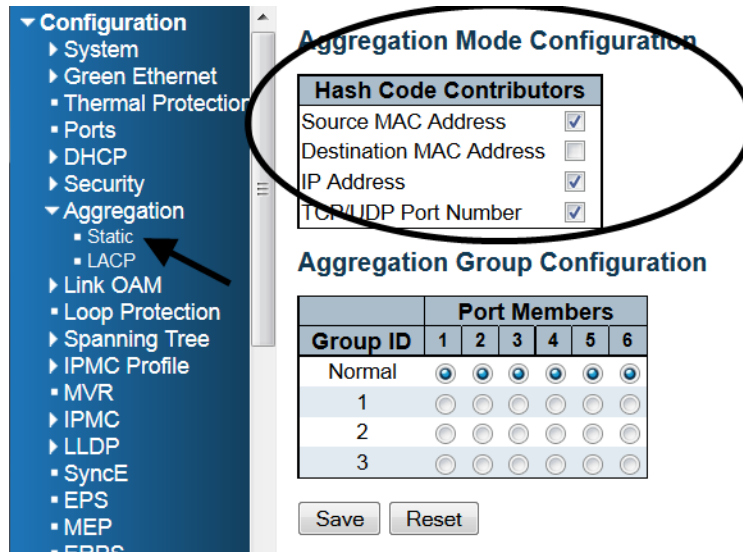 Configuration
System
Green Ethernet
Thermal Protection
Ports
DHCP
Security
Aggregation
Static
LACP
Link OAM
Loop Protection
Spanning Tree
IPMC Profile
MVR
IPMC
LLDP
SyncE
EPS
MEP
ERPS
Aggregation Mode Configuration
Hash Code Contributors
Source MAC Address
Destination MAC Address
IP Address
TCP/UDP Port Number
Aggregation Group Configuration
Port Members
Group ID 1 2 3 4 5 6
Normal
1
2
3
Save Reset